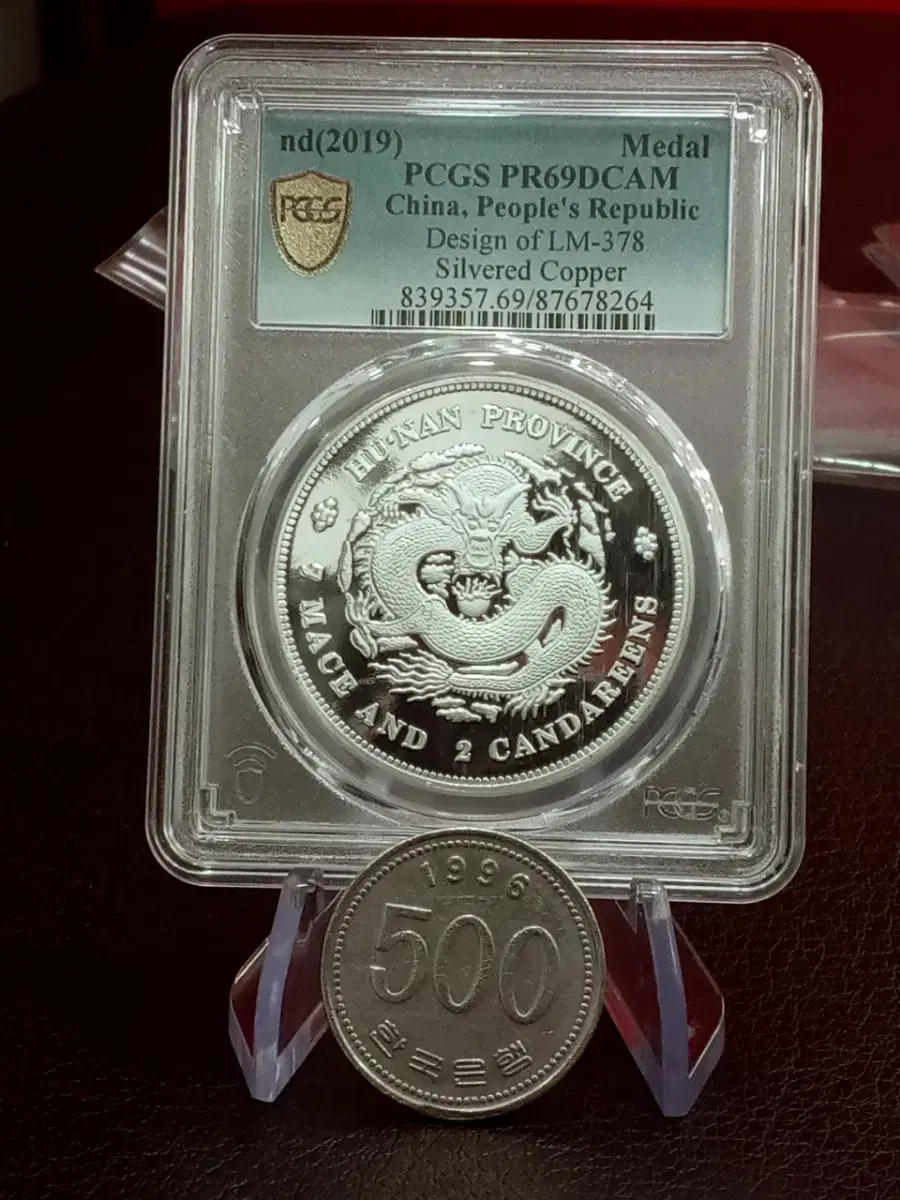 nd(2019) Medal
PCGS PR69DCAM
PCGS
China, People's Republic
Design of LM-378
Silvered Copper
839357.69/87678264
HU-NAN PROVINCE
7 MACE AND 2 CANDAREENS
PCGS
1996
500
한국은행